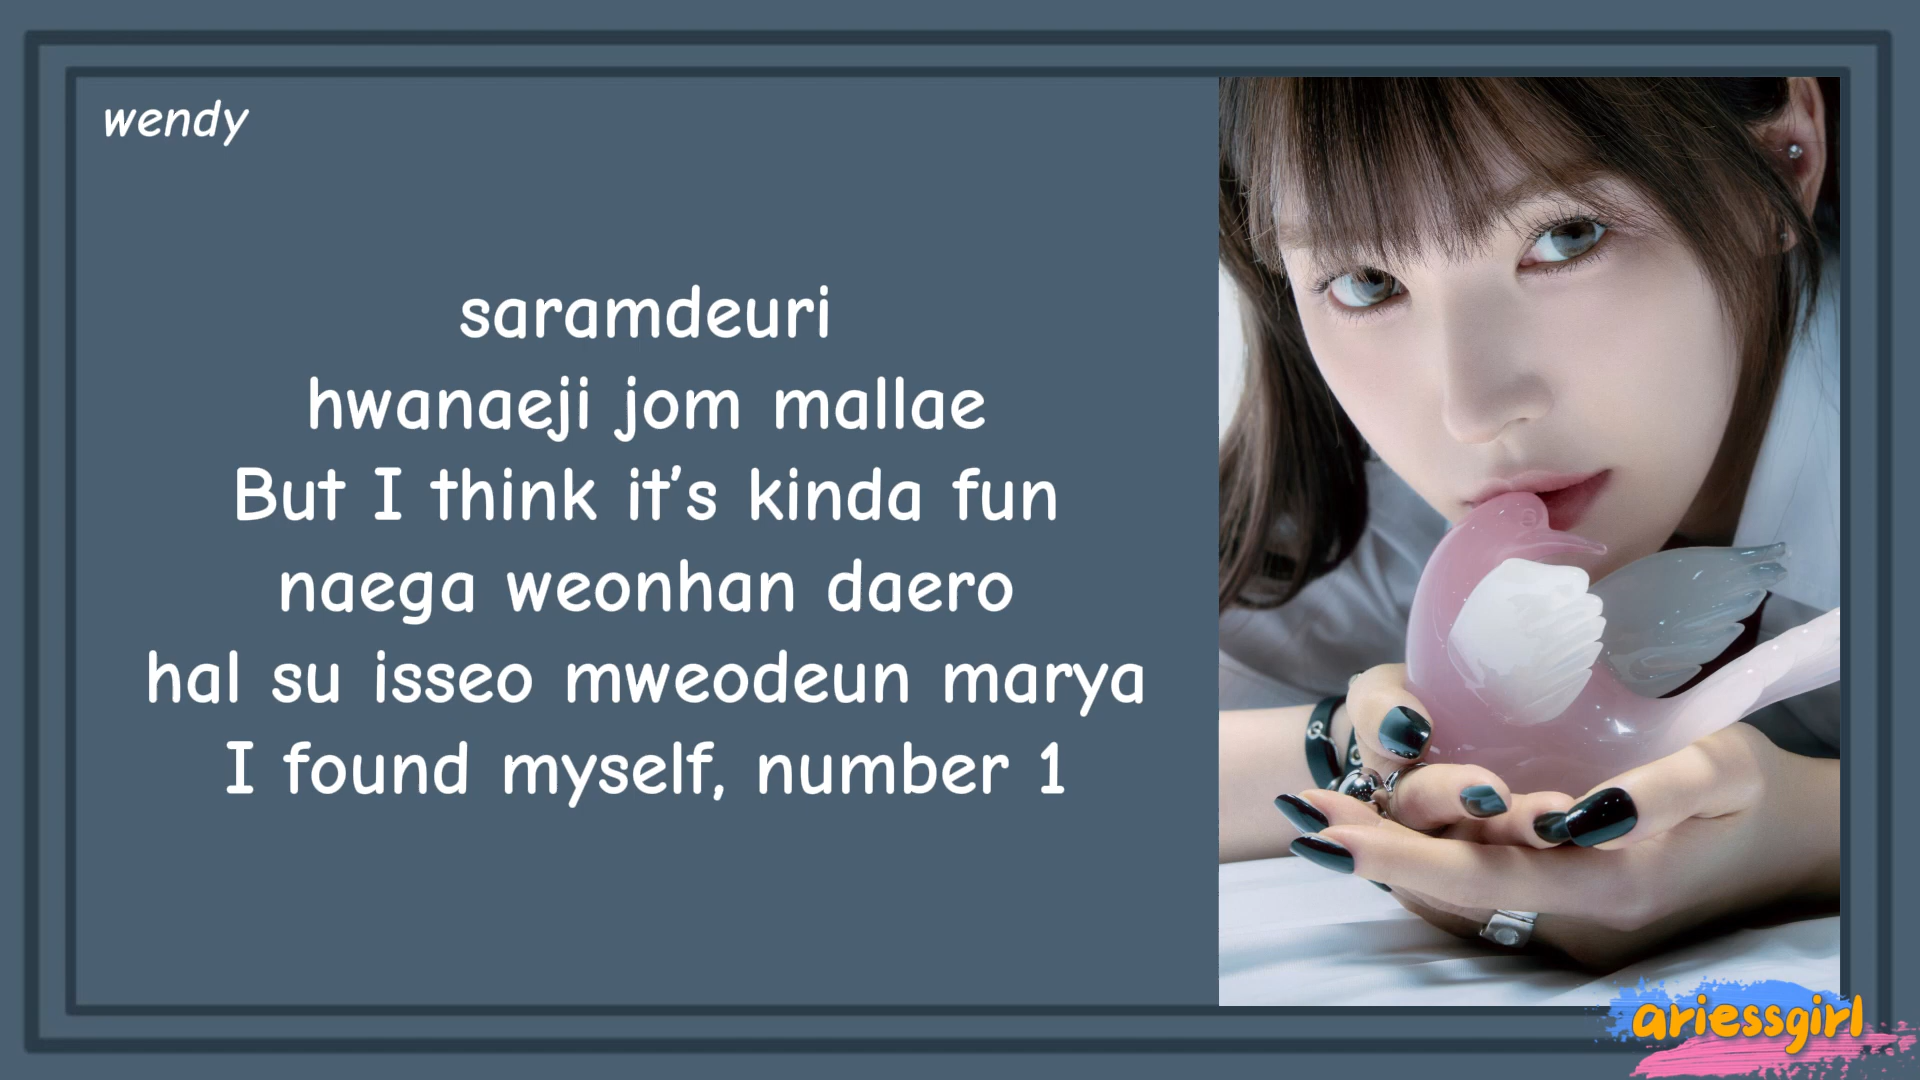 wendy
saramdeuri
hwanaeji jom mallae
But I think it's kinda fun
naega weonhan daero
hal su isseo mweodeun marya
I found myself, number 1
ariessgirl